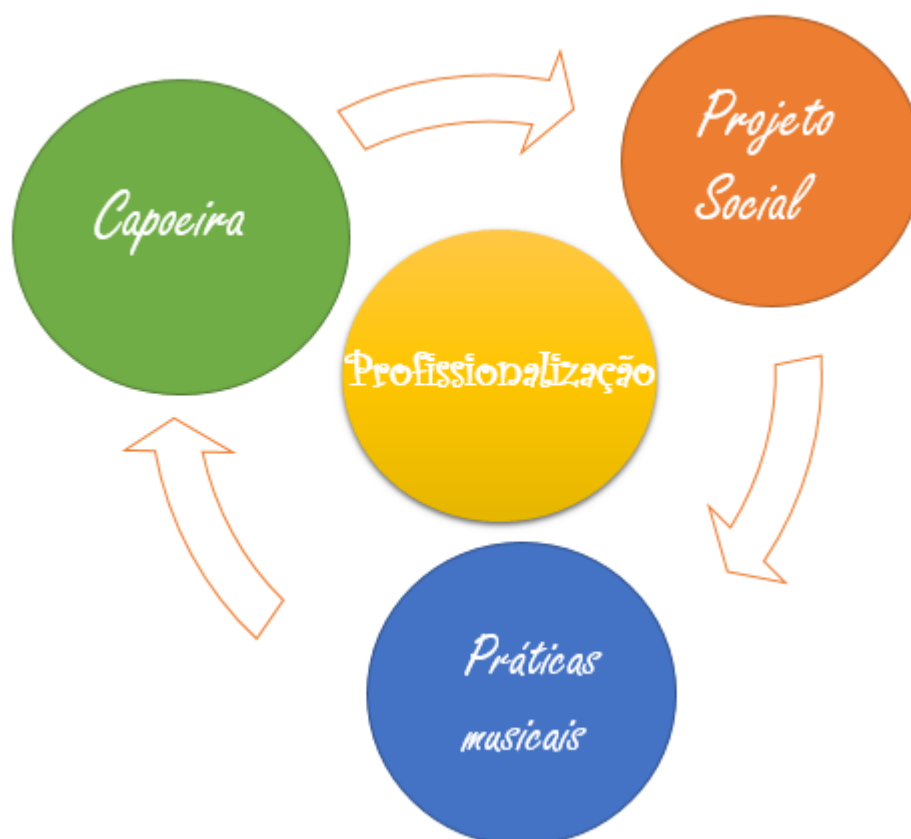 Capoeira
Projeto
Social
Profissionalização
Práticas
musicais